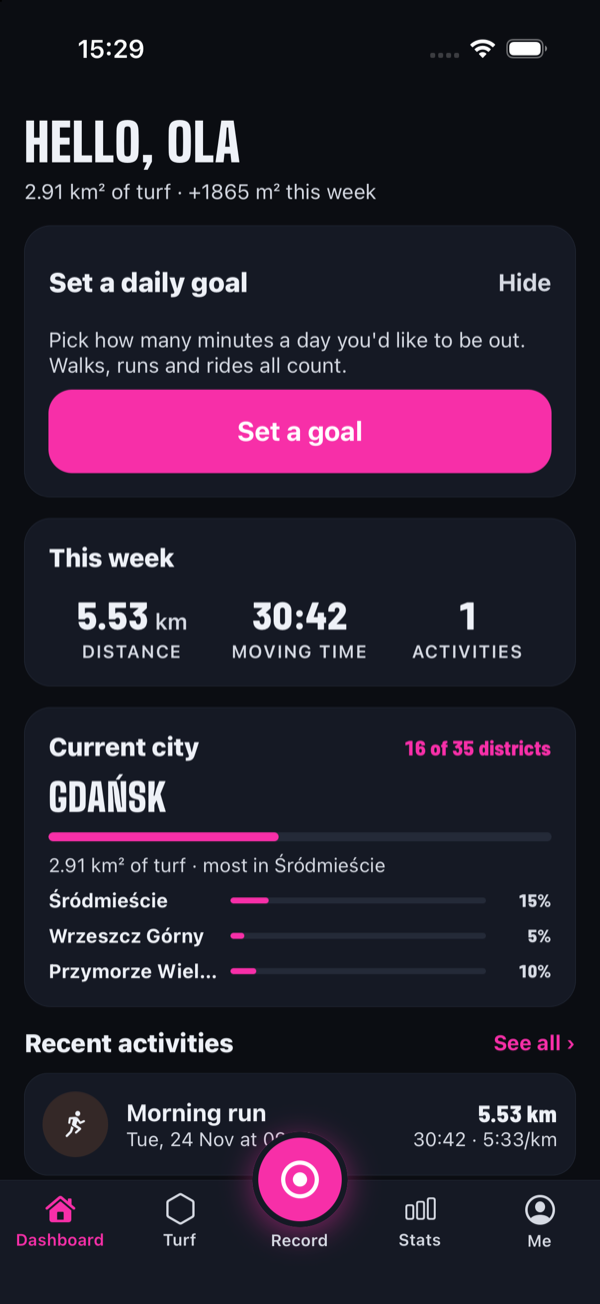 15:29
HELLO, OLA
2.91 km² of turf · +1865 m² this week
Set a daily goal Hide
Pick how many minutes a day you'd like to be out.
Walks, runs and rides all count.
Set a goal
This week
5.53 km 30:42 1
DISTANCE MOVING TIME ACTIVITIES
Current city 16 of 35 districts
GDAŃSK
2.91 km² of turf · most in Śródmieście
Śródmieście 15%
Wrzeszcz Górny 5%
Przymorze Wiel... 10%
Recent activities See all ›
Morning run 5.53 km
Tue, 24 Nov at 30:42 · 5:33/km
Dashboard Turf Record Stats Me